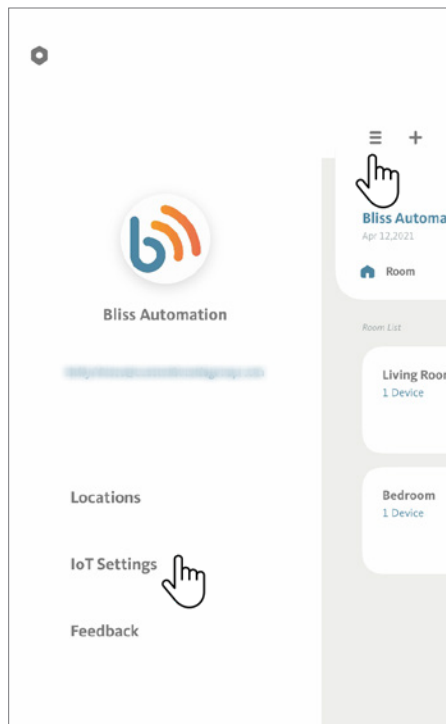 Bliss Automation
Locations
IoT Settings
Feedback
Bliss Automa
Apr 12,2021
Room
Room List
Living Roor
1 Device
Bedroom
1 Device